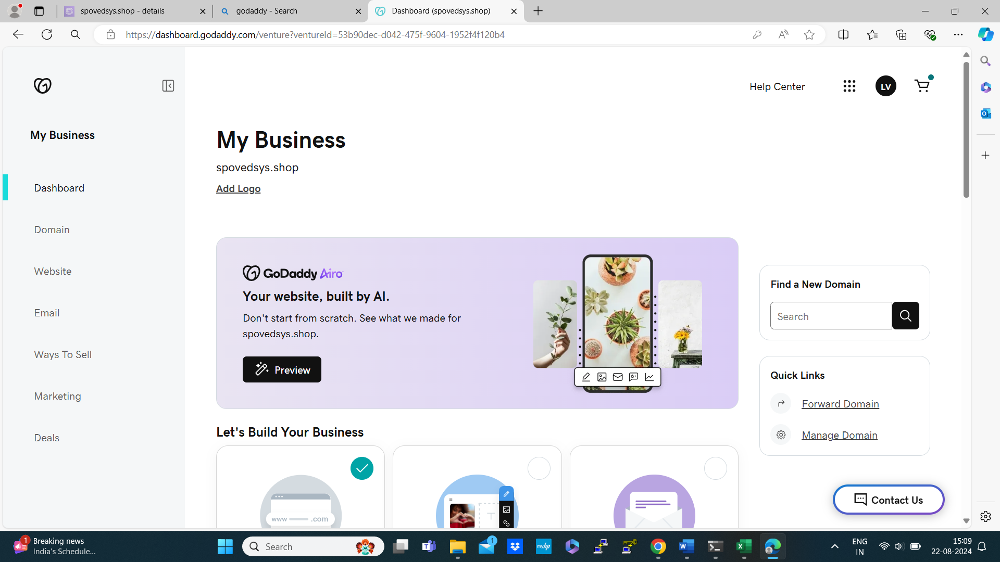 spovedsys.shop - details
godaddy - Search
Dashboard (spovedsys.shop)
https://dashboard.godaddy.com/venture?ventureId=53b90dec-d042-475f-9604-1952f4f120b4
Help Center
LV
My Business
Dashboard
Domain
Website
Email
Ways To Sell
Marketing
Deals
My Business
spovedsys.shop
Add Logo
GoDaddy Airo
Your website, built by AI.
Don't start from scratch. See what we made for
spovedsys.shop.
Preview
Find a New Domain
Search
Quick Links
Forward Domain
Manage Domain
Let's Build Your Business
www .com
T
Contact Us
1
Breaking news
India's Schedule...
Search
1
myhp
ENG
IN
15:09
22-08-2024